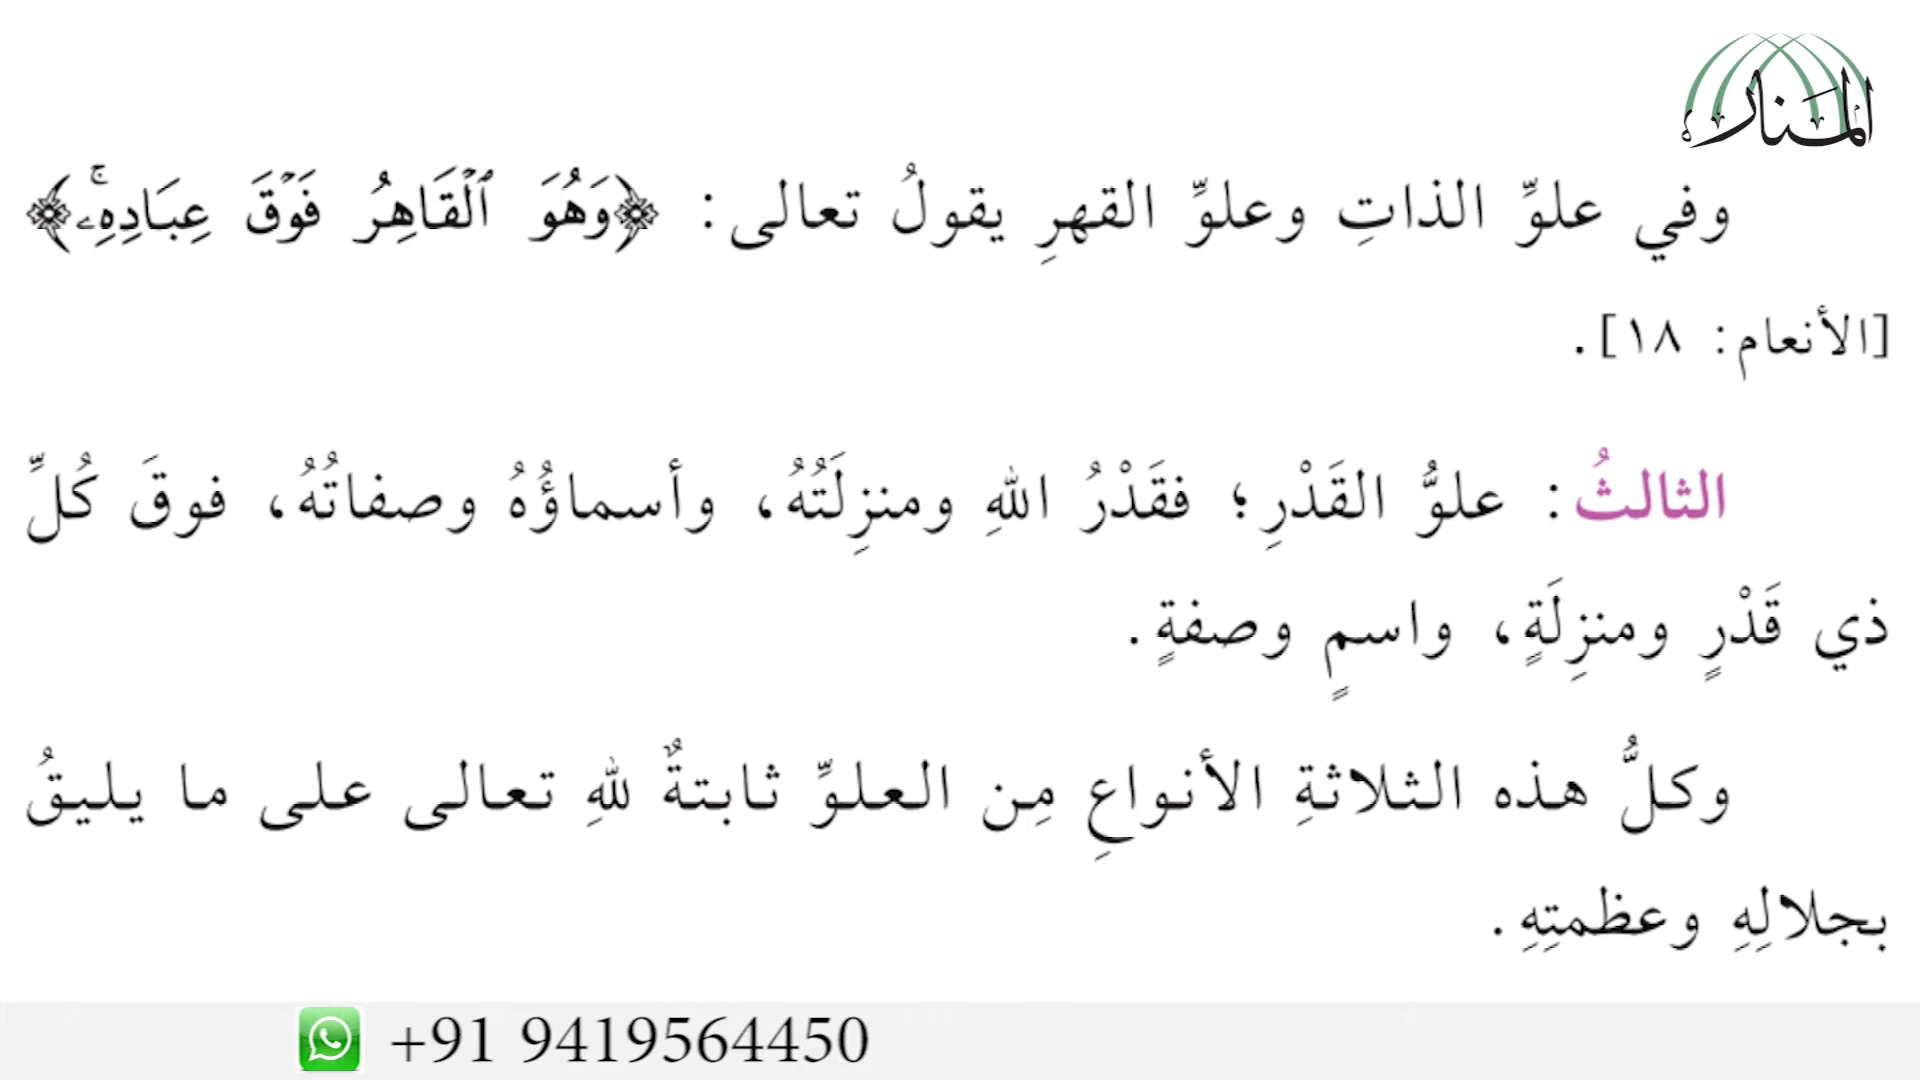 المنار
وفي علوِّ الذاتِ وعلوِّ القهرِ يقولُ تعالى: ﴿وَهُوَ ٱلۡقَاهِرُ فَوۡقَ عِبَادِهِۦۚ﴾
[الأنعام: ١٨].
الثالثُ: علوُّ القَدْرِ؛ فقَدْرُ اللهِ ومنزِلَتُهُ، وأسماؤُهُ وصفاتُهُ، فوقَ كُلِّ
ذي قَدْرٍ ومنزِلَةٍ، واسمٍ وصفةٍ.
وكلُّ هذه الثلاثةِ الأنواعِ مِن العلوِّ ثابتةٌ للهِ تعالى على ما يليقُ
بجلالِهِ وعظمتِهِ.
+91 9419564450